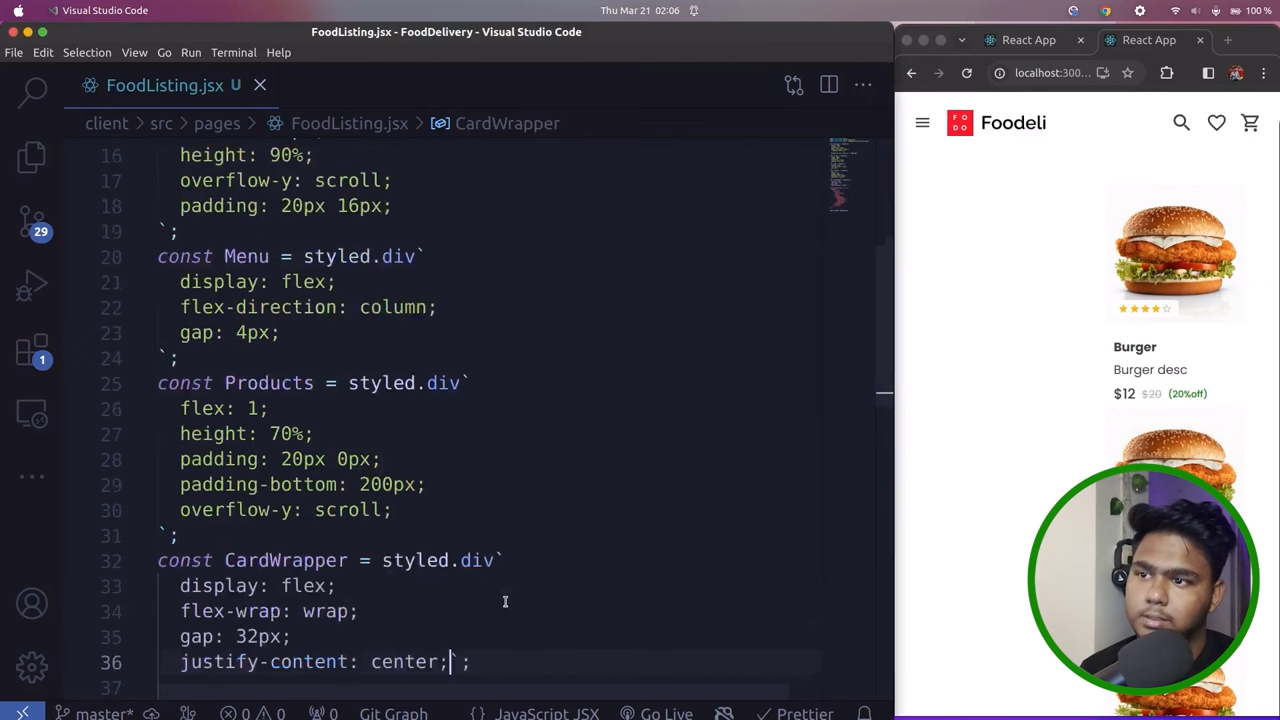 Visual Studio Code
Thu Mar 21 02:06
100 %
FoodListing.jsx - FoodDelivery - Visual Studio Code
File Edit Selection View Go Run Terminal Help
FoodListing.jsx U
client > src > pages > FoodListing.jsx > CardWrapper
16 height: 90%;
17 overflow-y: scroll;
18 padding: 20px 16px;
19 `;
20 const Menu = styled.div`
21 display: flex;
22 flex-direction: column;
23 gap: 4px;
24 `;
25 const Products = styled.div`
26 flex: 1;
27 height: 70%;
28 padding: 20px 0px;
29 padding-bottom: 200px;
30 overflow-y: scroll;
31 `;
32 const CardWrapper = styled.div`
33 display: flex;
34 flex-wrap: wrap;
35 gap: 32px;
36 justify-content: center;`;
37
29
1
master* 0 0 0 Git Graph JavaScript JSX Go Live Prettier
React App
React App
localhost:300...
FO
DO
Foodeli
Burger
Burger desc
$12 $20 (20%off)